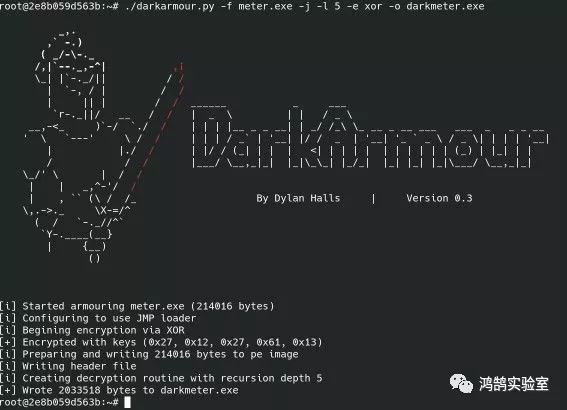 root@2e8b059d563b:~# ./darkarmour.py -f meter.exe -j -l 5 -e xor -o darkmeter.exe
DarkArmour
By Dylan Halls | Version 0.3
[i] Started armouring meter.exe (214016 bytes)
[i] Configuring to use JMP loader
[i] Begining encryption via XOR
[+] Encrypted with keys (0x27, 0x12, 0x27, 0x61, 0x13)
[i] Preparing and writing 214016 bytes to pe image
[i] Writing header file
[i] Creating decryption routine with recursion depth 5
[+] Wrote 2033518 bytes to darkmeter.exe
root@2e8b059d563b:~#
鸿鹄实验室